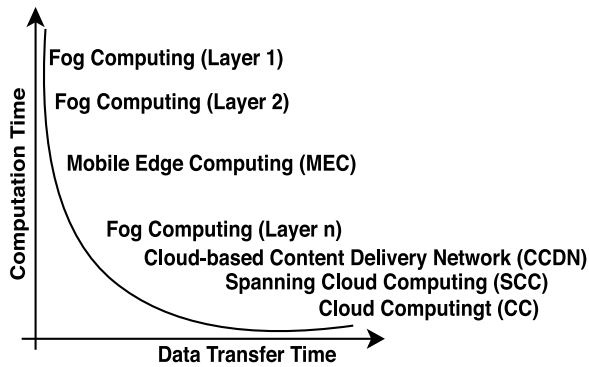 Fog Computing (Layer 1)
Fog Computing (Layer 2)
Mobile Edge Computing (MEC)
Fog Computing (Layer n)
Cloud-based Content Delivery Network (CCDN)
Spanning Cloud Computing (SCC)
Cloud Computingt (CC)
Computation Time
Data Transfer Time